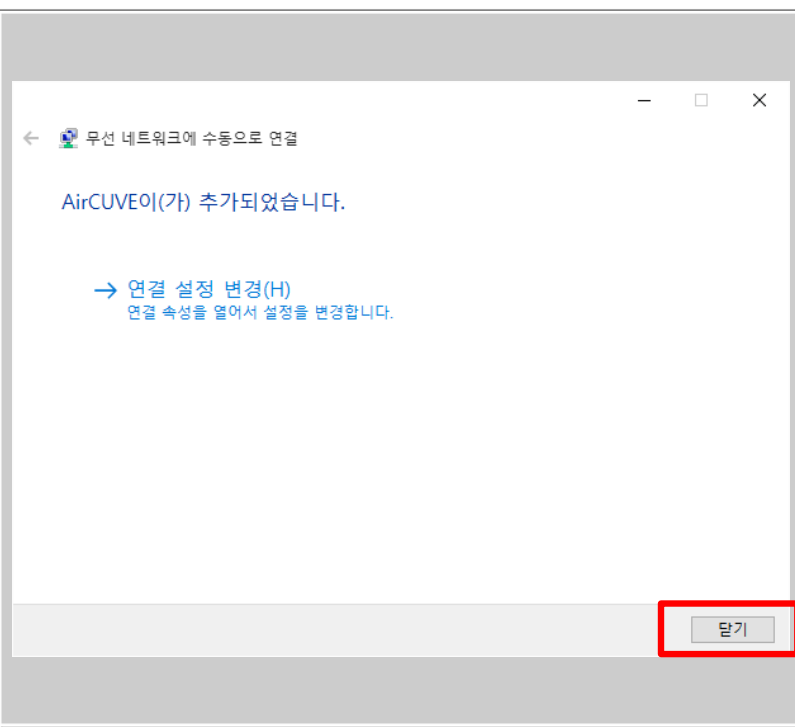 무선 네트워크에 수동으로 연결
AirCUVE이(가) 추가되었습니다.
연결 설정 변경(H)
연결 속성을 열어서 설정을 변경합니다.
닫기